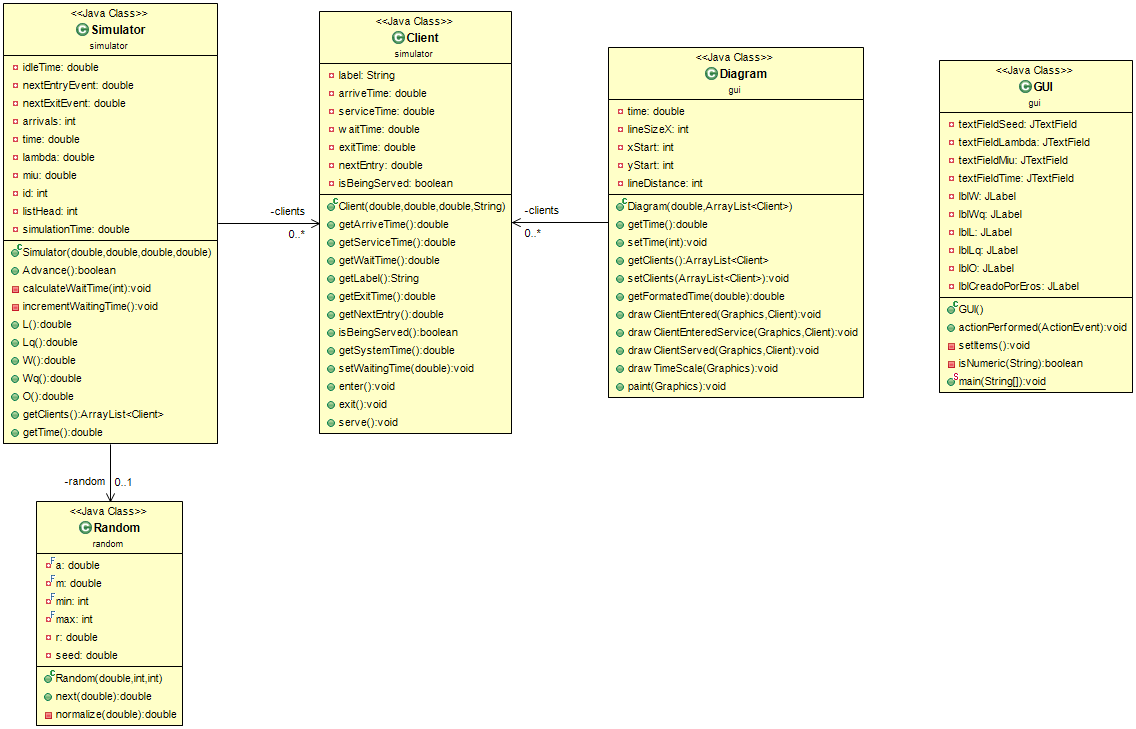 <<Java Class>>
Simulator
simulator
idleTime: double
nextEntryEvent: double
nextExitEvent: double
arrivals: int
time: double
lambda: double
miu: double
id: int
listHead: int
simulationTime: double
Simulator(double,double,double,double)
Advance():boolean
calculateWaitTime(int):void
incrementWaitingTime():void
L():double
Lq():double
W():double
Wq():double
O():double
getClients():ArrayList<Client>
getTime():double
-clients
0..*
<<Java Class>>
Client
simulator
label: String
arriveTime: double
serviceTime: double
waitTime: double
exitTime: double
nextEntry: double
isBeingServed: boolean
Client(double,double,double,String)
getArriveTime():double
getServiceTime():double
getWaitTime():double
getLabel():String
getExitTime():double
getNextEntry():double
isBeingServed():boolean
getSystemTime():double
setWaitingTime(double):void
enter():void
exit():void
serve():void
-clients
0..*
<<Java Class>>
Diagram
gui
time: double
lineSizeX: int
xStart: int
yStart: int
lineDistance: int
Diagram(double,ArrayList<Client>)
getTime():double
setTime(int):void
getClients():ArrayList<Client>
setClients(ArrayList<Client>):void
getFormatedTime(double):double
drawClientEntered(Graphics,Client):void
drawClientEnteredService(Graphics,Client):void
drawClientServed(Graphics,Client):void
drawTimeScale(Graphics):void
paint(Graphics):void
<<Java Class>>
GUI
gui
textFieldSeed: JTextField
textFieldLambda: JTextField
textFieldMiu: JTextField
textFieldTime: JTextField
lblW: JLabel
lblWq: JLabel
lblL: JLabel
lblLq: JLabel
lblO: JLabel
lblCreadoPorEros: JLabel
GUI()
actionPerformed(ActionEvent):void
setItems():void
isNumeric(String):boolean
main(String[]):void
-random
0..1
<<Java Class>>
Random
random
a: double
m: double
min: int
max: int
r: double
seed: double
Random(double,int,int)
next(double):double
normalize(double):double